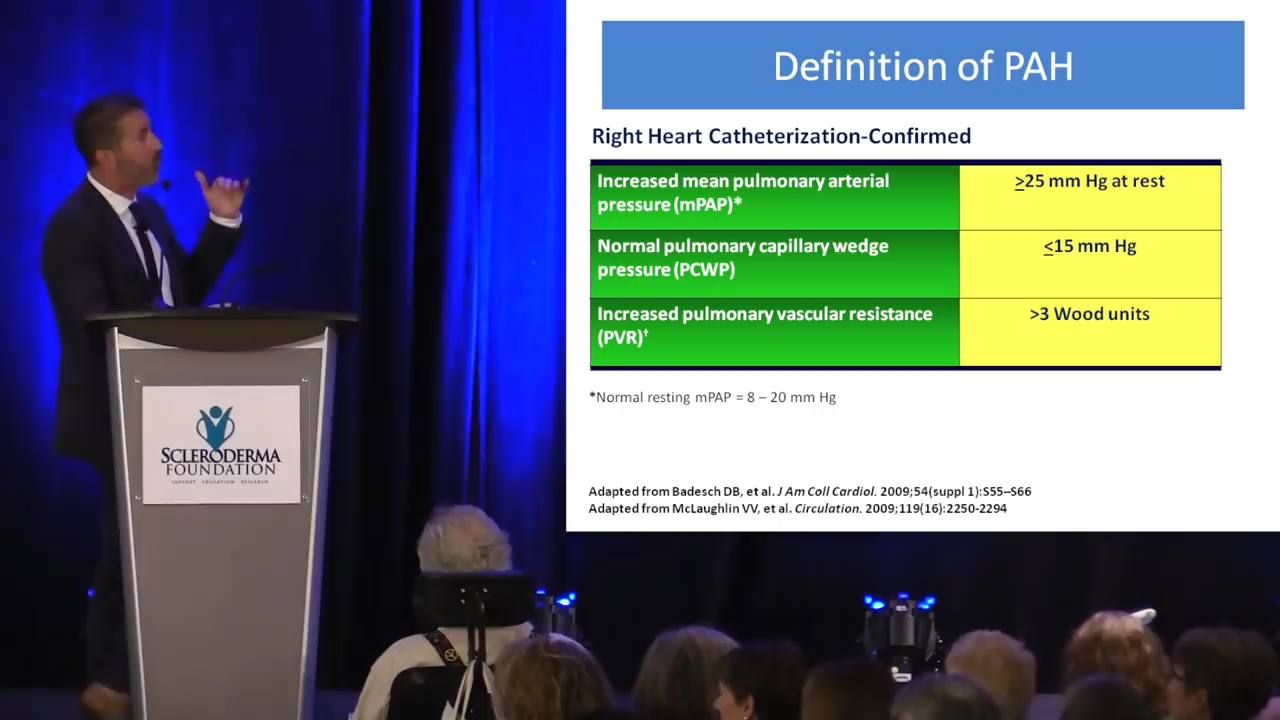 Definition of PAH
Right Heart Catheterization-Confirmed
Increased mean pulmonary arterial
pressure (mPAP)*
≥25 mm Hg at rest
Normal pulmonary capillary wedge
pressure (PCWP)
≤15 mm Hg
Increased pulmonary vascular resistance
(PVR)†
>3 Wood units
*Normal resting mPAP = 8 – 20 mm Hg
Adapted from Badesch DB, et al. J Am Coll Cardiol. 2009;54(suppl 1):S55–S66
Adapted from McLaughlin VV, et al. Circulation. 2009;119(16):2250-2294
SCLERODERMA
FOUNDATION
SUPPORT EDUCATION RESEARCH